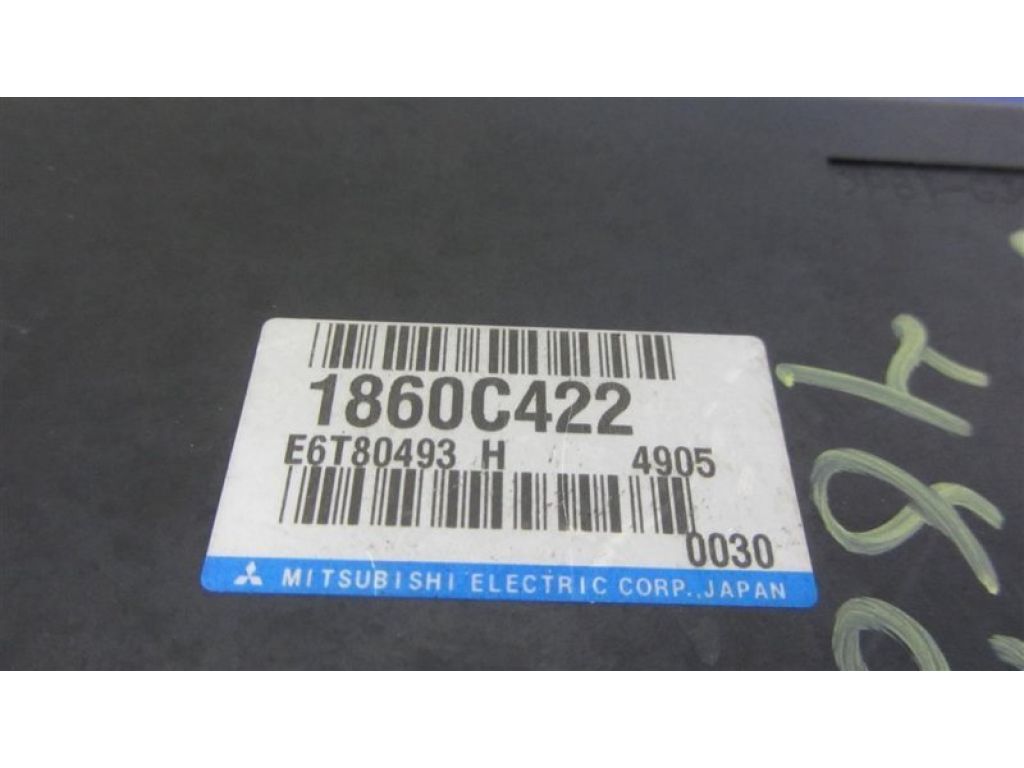 1860C422
E6T80493 H 4905
0030
MITSUBISHI ELECTRIC CORP., JAPAN